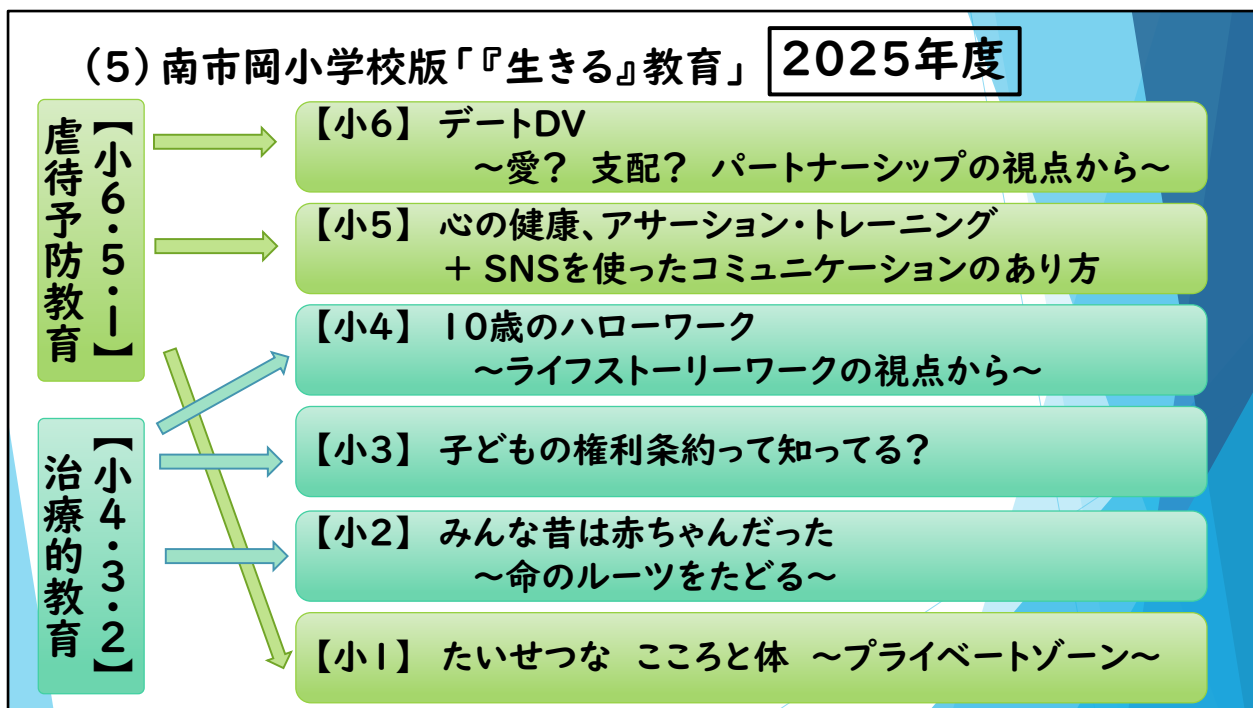 (5)南市岡小学校版「『生きる』教育」 2025年度
【小6・5・1】
虐待予防教育
【小4・3・2】
治療的教育
【小6】 デートDV
～愛？ 支配？ パートナーシップの視点から～
【小5】 心の健康、アサーション・トレーニング
＋ SNSを使ったコミュニケーションのあり方
【小4】 10歳のハローワーク
～ライフストーリーワークの視点から～
【小3】 子どもの権利条約って知ってる？
【小2】 みんな昔は赤ちゃんだった
～命のルーツをたどる～
【小1】 たいせつな こころと体 ～プライベートゾーン～